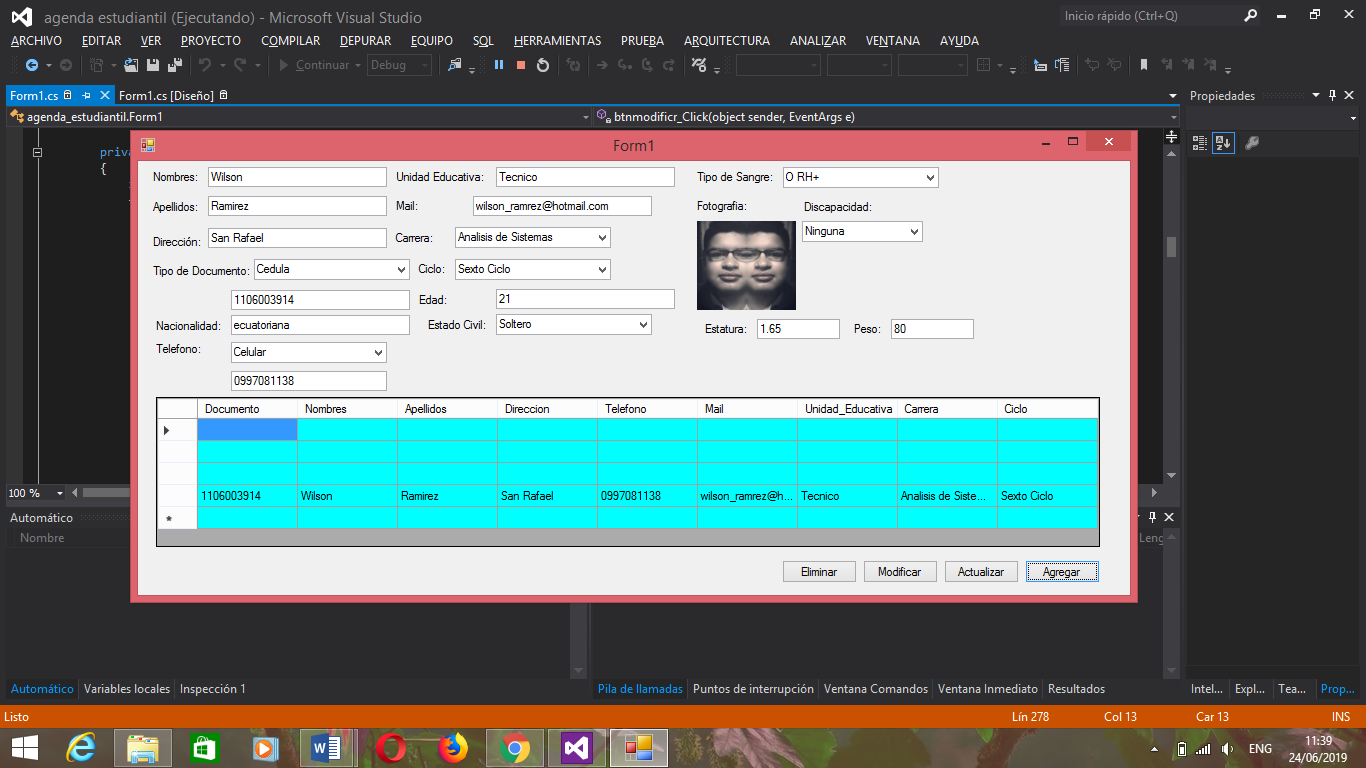 agenda estudiantil (Ejecutando) - Microsoft Visual Studio
Inicio rápido (Ctrl+Q)
ARCHIVO EDITAR VER PROYECTO COMPILAR DEPURAR EQUIPO SQL HERRAMIENTAS PRUEBA ARQUITECTURA ANALIZAR VENTANA AYUDA
Continuar Debug
Form1.cs Form1.cs [Diseño]
Propiedades
agenda_estudiantil.Form1 btnmodificr_Click(object sender, EventArgs e)
priva
{
Form1
Nombres: Wilson Unidad Educativa: Tecnico Tipo de Sangre: O RH+
Apellidos: Ramirez Mail: wilson_ramrez@hotmail.com Fotografia: Discapacidad:
Dirección: San Rafael Carrera: Analisis de Sistemas Ninguna
Tipo de Documento: Cedula Ciclo: Sexto Ciclo
1106003914 Edad: 21
Nacionalidad: ecuatoriana Estado Civil: Soltero Estatura: 1.65 Peso: 80
Telefono: Celular
0997081138
Documento Nombres Apellidos Direccion Telefono Mail Unidad_Educativa Carrera Ciclo
1106003914 Wilson Ramirez San Rafael 0997081138 wilson_ramrez@h... Tecnico Analisis de Siste... Sexto Ciclo
*
Eliminar Modificar Actualizar Agregar
100 %
Automático
Nombre Leng
Automático Variables locales Inspección 1 Pila de llamadas Puntos de interrupción Ventana Comandos Ventana Inmediato Resultados Intel... Expl... Tea... Prop...
Listo Lín 278 Col 13 Car 13 INS
ENG 11:39
24/06/2019